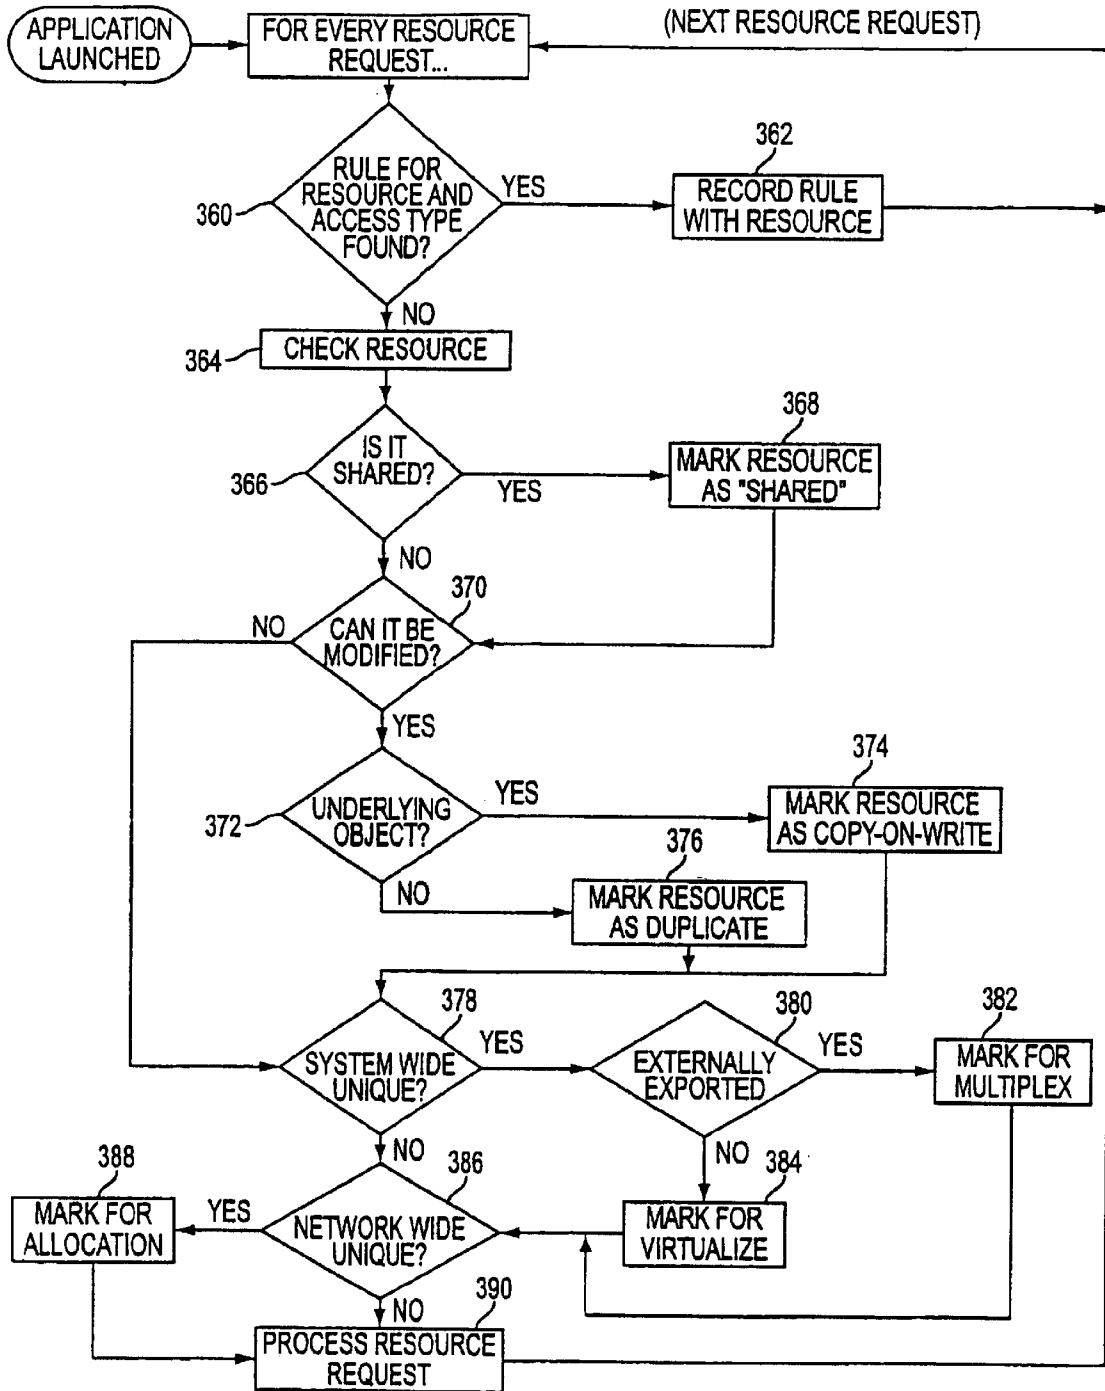 APPLICATION
LAUNCHED
FOR EVERY RESOURCE
REQUEST...
(NEXT RESOURCE REQUEST)
360
RULE FOR
RESOURCE AND
ACCESS TYPE
FOUND?
YES
362
RECORD RULE
WITH RESOURCE
NO
364
CHECK RESOURCE
366
IS IT
SHARED?
YES
368
MARK RESOURCE
AS "SHARED"
NO
370
NO
CAN IT BE
MODIFIED?
YES
372
UNDERLYING
OBJECT?
YES
374
MARK RESOURCE
AS COPY-ON-WRITE
NO
376
MARK RESOURCE
AS DUPLICATE
378
SYSTEM WIDE
UNIQUE?
YES
380
EXTERNALLY
EXPORTED
YES
382
MARK FOR
MULTIPLEX
NO
NO
384
MARK FOR
VIRTUALIZE
386
NETWORK WIDE
UNIQUE?
YES
388
MARK FOR
ALLOCATION
NO
390
PROCESS RESOURCE
REQUEST